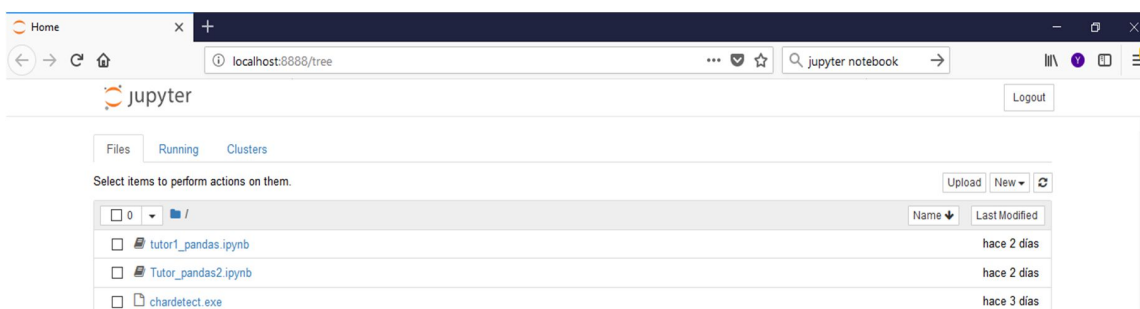 Home
localhost:8888/tree
jupyter notebook
Y
jupyter
Logout
Files Running Clusters
Select items to perform actions on them.
Upload New
0 / Name Last Modified
tutor1_pandas.ipynb hace 2 días
Tutor_pandas2.ipynb hace 2 días
chardetect.exe hace 3 días